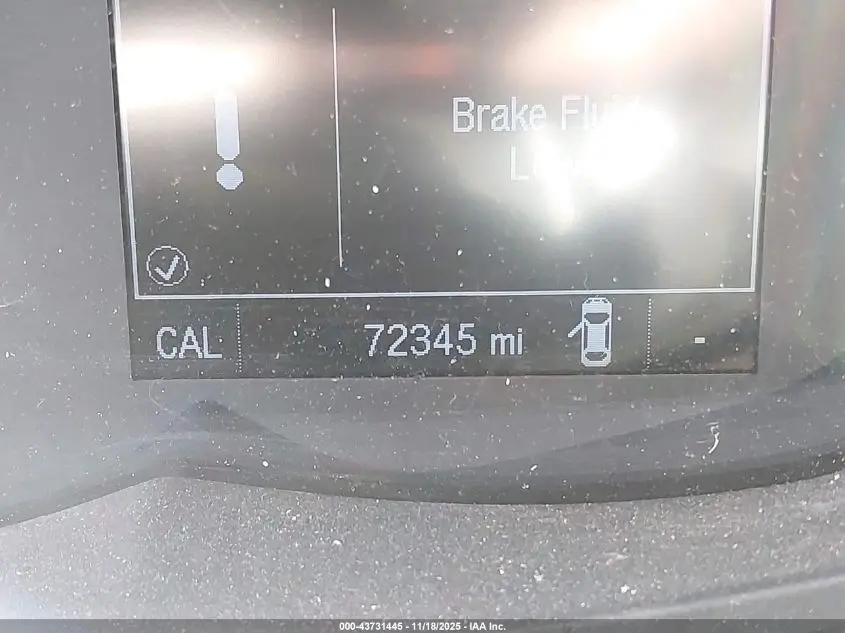 Brake
CAL 72345 mi -
000-43731445 - 11/18/2025 - IAA Inc.